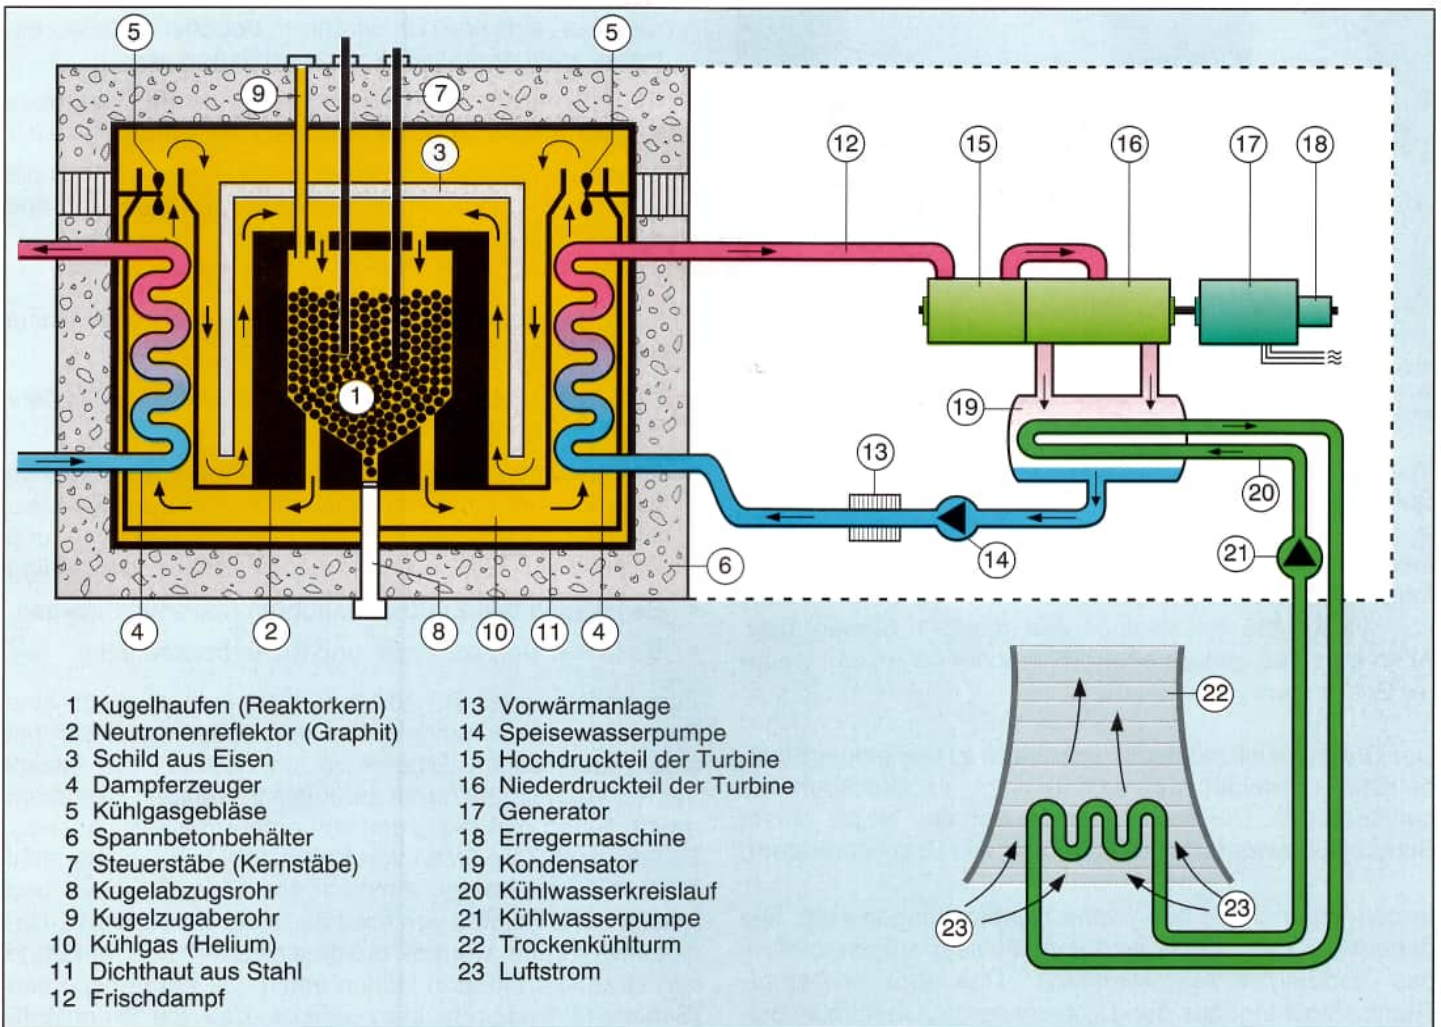 5
5
9
7
3
12
15
16
17
18
1
19
13
20
14
21
6
4
2
8
10
11
4
22
23
23
1 Kugelhaufen (Reaktorkern)
2 Neutronenreflektor (Graphit)
3 Schild aus Eisen
4 Dampferzeuger
5 Kühlgasgebläse
6 Spannbetonbehälter
7 Steuerstäbe (Kernstäbe)
8 Kugelabzugsrohr
9 Kugelzugaberohr
10 Kühlgas (Helium)
11 Dichthaut aus Stahl
12 Frischdampf
13 Vorwärmanlage
14 Speisewasserpumpe
15 Hochdruckteil der Turbine
16 Niederdruckteil der Turbine
17 Generator
18 Erregermaschine
19 Kondensator
20 Kühlwasserkreislauf
21 Kühlwasserpumpe
22 Trockenkühlturm
23 Luftstrom